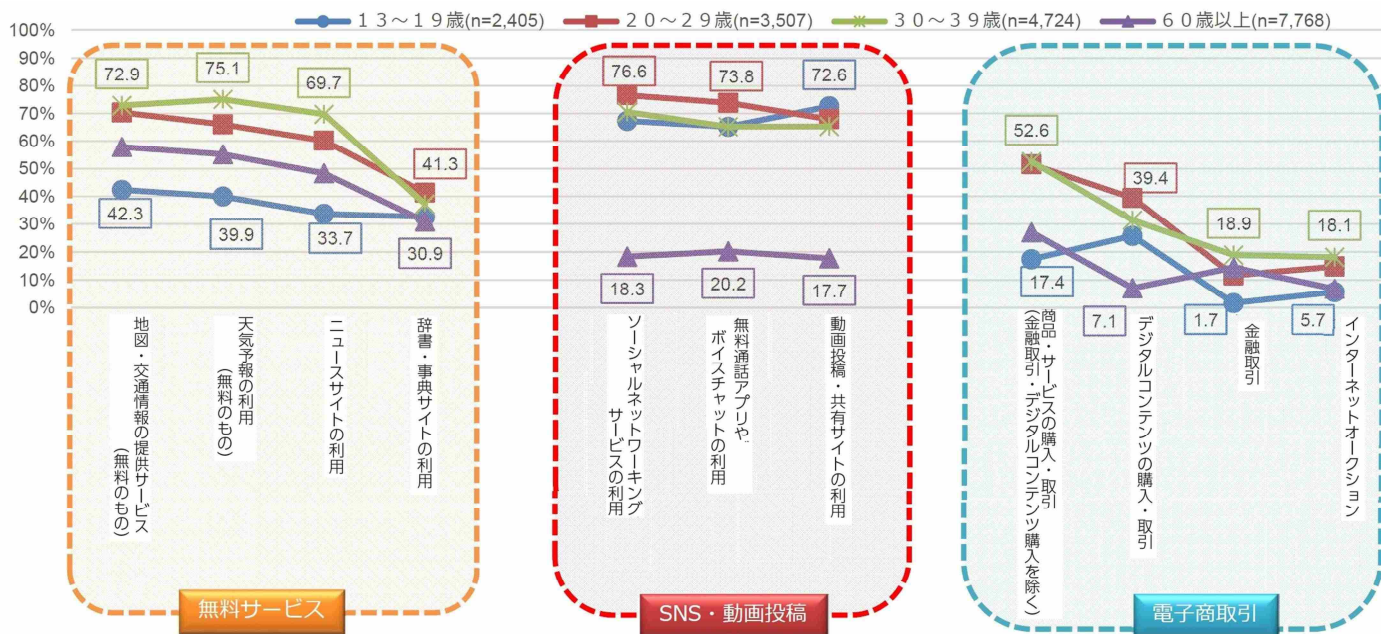 １３～１９歳(n=2,405)
２０～２９歳(n=3,507)
３０～３９歳(n=4,724)
６０歳以上(n=7,768)
100%
90%
80%
70%
60%
50%
40%
30%
20%
10%
0%
72.9
75.1
69.7
41.3
42.3
39.9
33.7
30.9
76.6
73.8
72.6
18.3
20.2
17.7
52.6
39.4
18.9
18.1
17.4
7.1
1.7
5.7
地図・交通情報の提供サービス
(無料のもの)
天気予報の利用
(無料のもの)
ニュースサイトの利用
辞書・事典サイトの利用
ソーシャルネットワーキング
サービスの利用
無料通話アプリや
ボイスチャットの利用
動画投稿・共有サイトの利用
商品・サービスの購入・取引
(金融取引・デジタルコンテンツ購入を除く)
デジタルコンテンツの購入・取引
金融取引
インターネットオークション
無料サービス
SNS・動画投稿
電子商取引